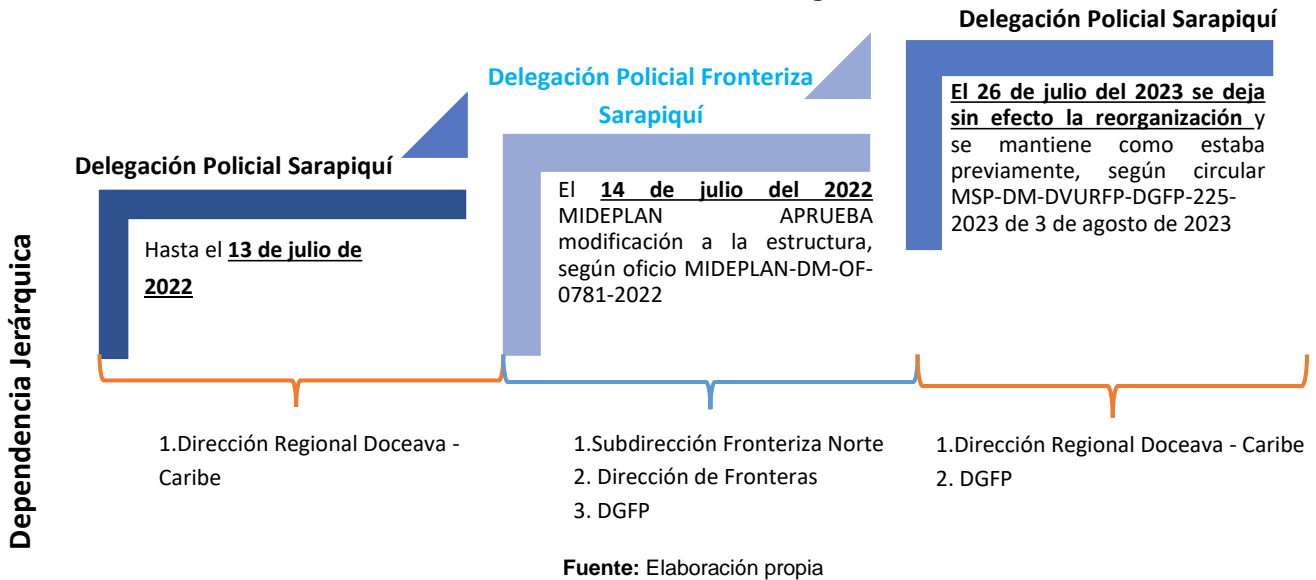 Delegación Policial Sarapiquí
Hasta el 13 de julio de
2022
Delegación Policial Fronteriza
Sarapiquí
El 14 de julio del 2022
MIDEPLAN APRUEBA
modificación a la estructura,
según oficio MIDEPLAN-DM-OF-
0781-2022
Delegación Policial Sarapiquí
El 26 de julio del 2023 se deja
sin efecto la reorganización y
se mantiene como estaba
previamente, según circular
MSP-DM-DVURFP-DGFP-225-
2023 de 3 de agosto de 2023
Dependencia Jerárquica
1.Dirección Regional Doceava -
Caribe
1.Subdirección Fronteriza Norte
2. Dirección de Fronteras
3. DGFP
1.Dirección Regional Doceava - Caribe
2. DGFP
Fuente: Elaboración propia